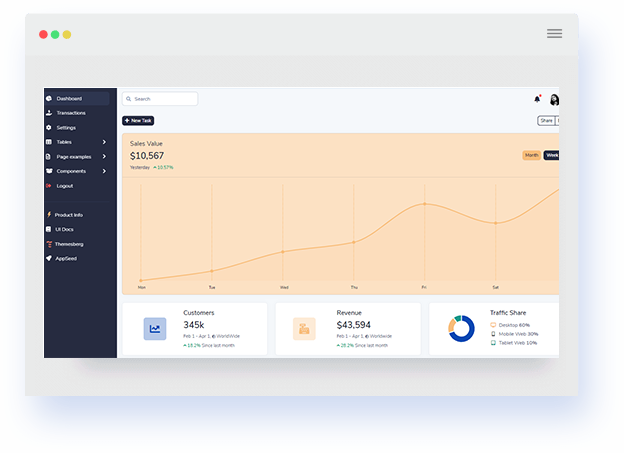 Dashboard
Transactions
Settings
Tables
Page examples
Components
Logout
Product Info
UI Docs
Themesberg
AppSeed
Search
+ New Task
Share
Sales Value
$10,567
Yesterday 10.57%
Month Week
Mon Tue Wed Thu Fri Sat
Customers
345k
Feb 1 - Apr 1, WorldWide
18.2% Since last month
Revenue
$43,594
Feb 1 - Apr 1, Worldwide
28.2% Since last month
Traffic Share
Desktop 60%
Mobile Web 30%
Tablet Web 10%